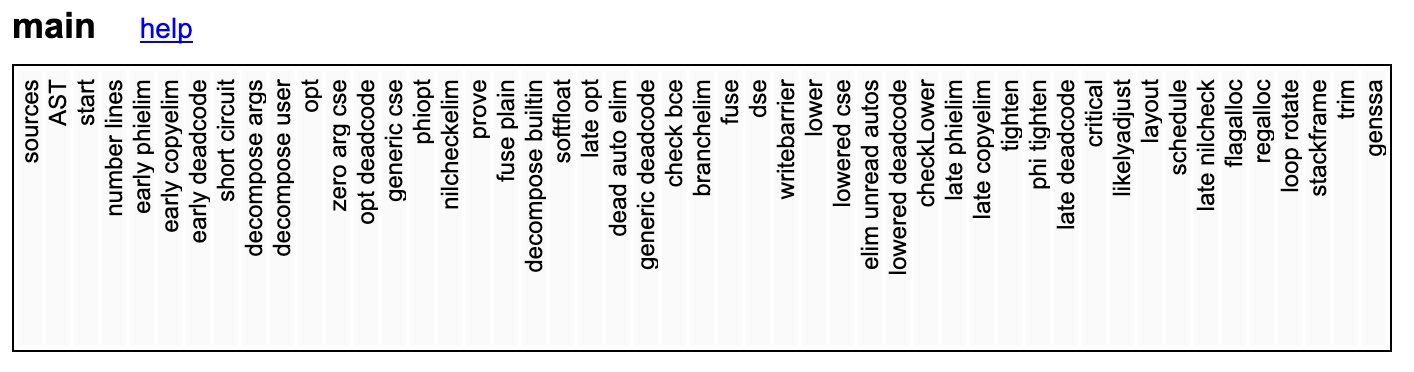 main help
sources
AST
start
number lines
early phielim
early copyelim
early deadcode
short circuit
decompose args
decompose user
opt
zero arg cse
opt deadcode
generic cse
phiopt
nilcheckelim
prove
fuse plain
decompose builtin
softfloat
late opt
dead auto elim
generic deadcode
check bce
branchelim
fuse
dse
writebarrier
lower
lowered cse
elim unread autos
lowered deadcode
checkLower
late phielim
late copyelim
tighten
phi tighten
late deadcode
critical
likelyadjust
layout
schedule
late nilcheck
flagalloc
regalloc
loop rotate
stackframe
trim
genssa